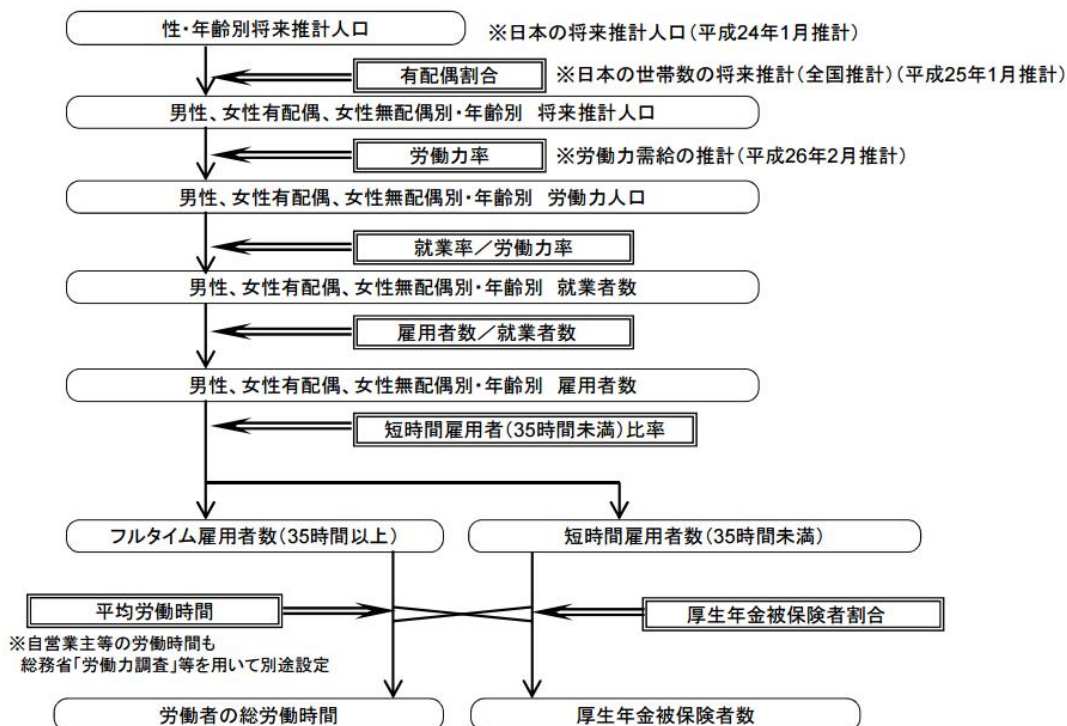 性・年齢別将来推計人口
※日本の将来推計人口(平成24年1月推計)
有配偶割合
※日本の世帯数の将来推計(全国推計)(平成25年1月推計)
男性、女性有配偶、女性無配偶別・年齢別 将来推計人口
労働力率
※労働力需給の推計(平成26年2月推計)
男性、女性有配偶、女性無配偶別・年齢別 労働力人口
就業率／労働力率
男性、女性有配偶、女性無配偶別・年齢別 就業者数
雇用者数／就業者数
男性、女性有配偶、女性無配偶別・年齢別 雇用者数
短時間雇用者(35時間未満)比率
フルタイム雇用者数(35時間以上)
短時間雇用者数(35時間未満)
平均労働時間
厚生年金被保険者割合
※自営業主等の労働時間も
総務省「労働力調査」等を用いて別途設定
労働者の総労働時間
厚生年金被保険者数